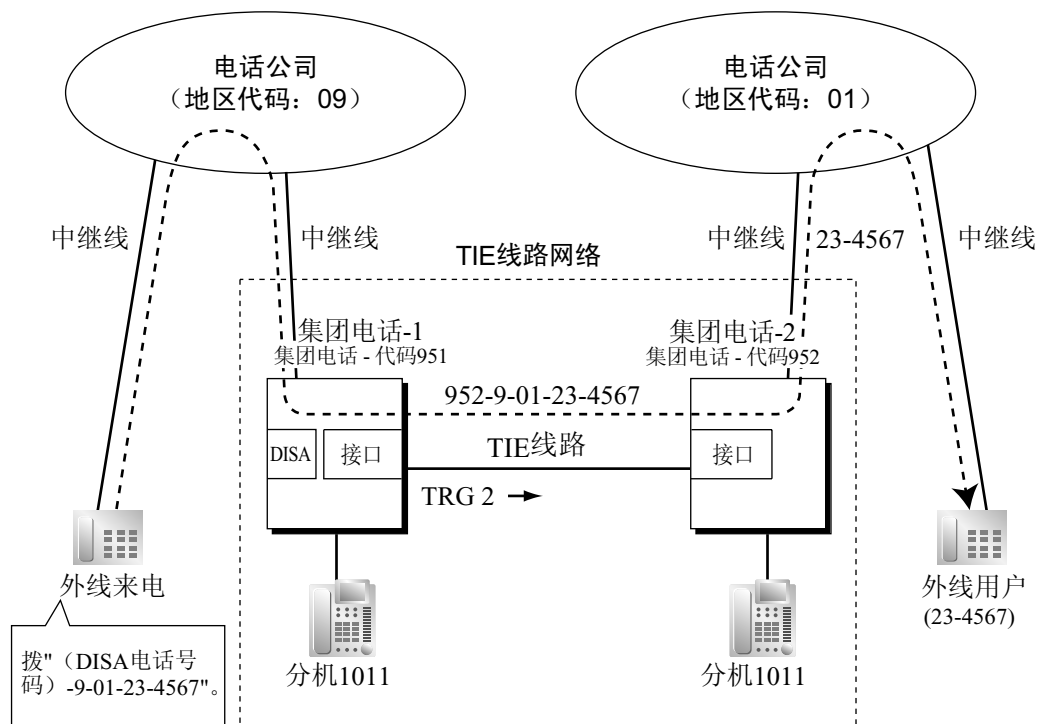 电话公司
（地区代码：09）
电话公司
（地区代码：01）
中继线
中继线
中继线
23-4567
中继线
TIE线路网络
集团电话-1
集团电话 - 代码951
集团电话-2
集团电话 - 代码952
952-9-01-23-4567
DISA
接口
TIE线路
接口
TRG 2
外线来电
外线用户
(23-4567)
拨"（DISA电话号
码）-9-01-23-4567"。
分机1011
分机1011